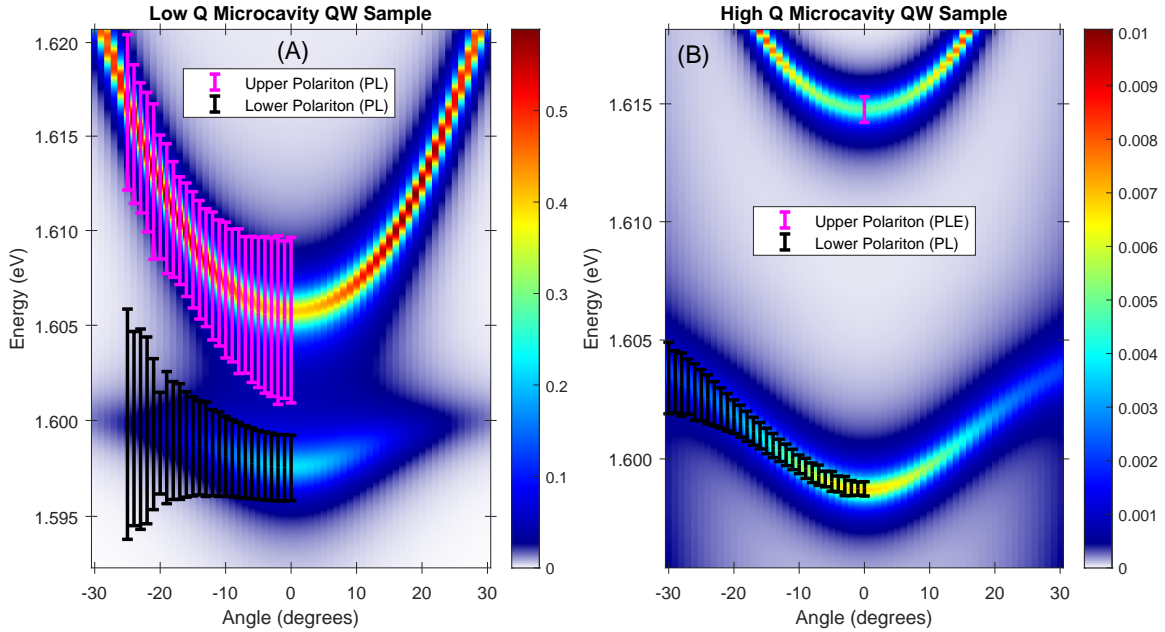 Low Q Microcavity QW Sample
(A)
Upper Polariton (PL)
Lower Polariton (PL)
1.620
1.615
1.610
1.605
1.600
1.595
Energy (eV)
-30 -20 -10 0 10 20 30
Angle (degrees)
0.5
0.4
0.3
0.2
0.1
0
High Q Microcavity QW Sample
(B)
Upper Polariton (PLE)
Lower Polariton (PL)
1.615
1.610
1.605
1.600
Energy (eV)
-30 -20 -10 0 10 20 30
Angle (degrees)
0.01
0.009
0.008
0.007
0.006
0.005
0.004
0.003
0.002
0.001
0